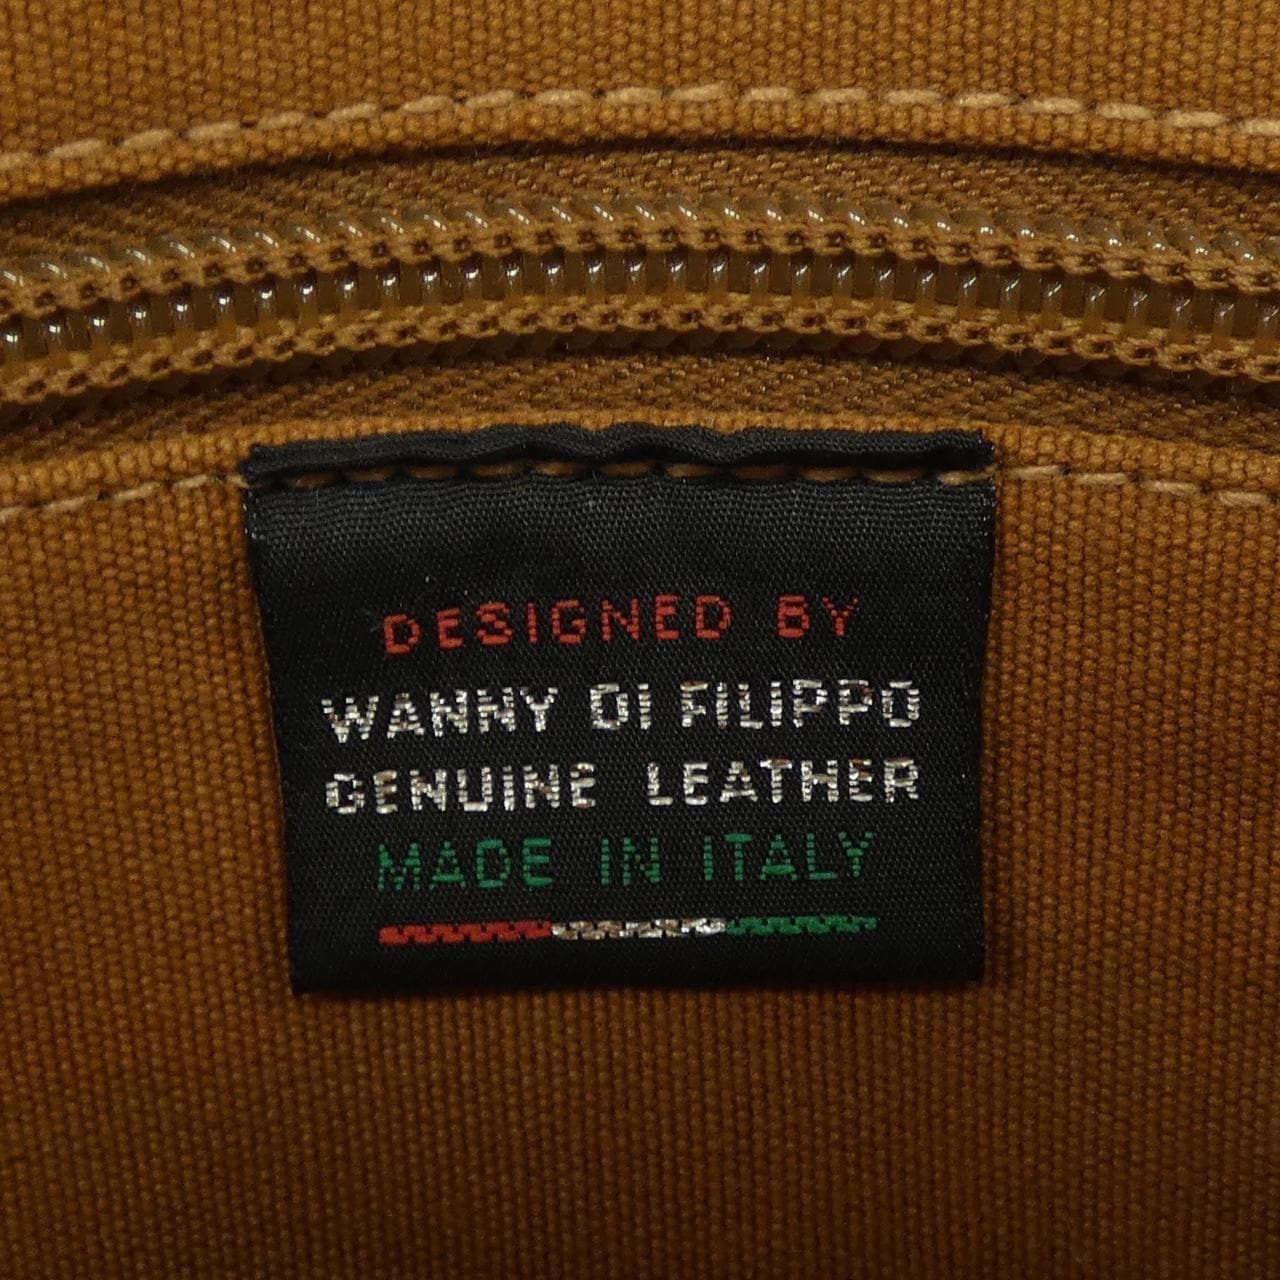 DESIGNED BY
WANNY DI FILIPPO
GENUINE LEATHER
MADE IN ITALY